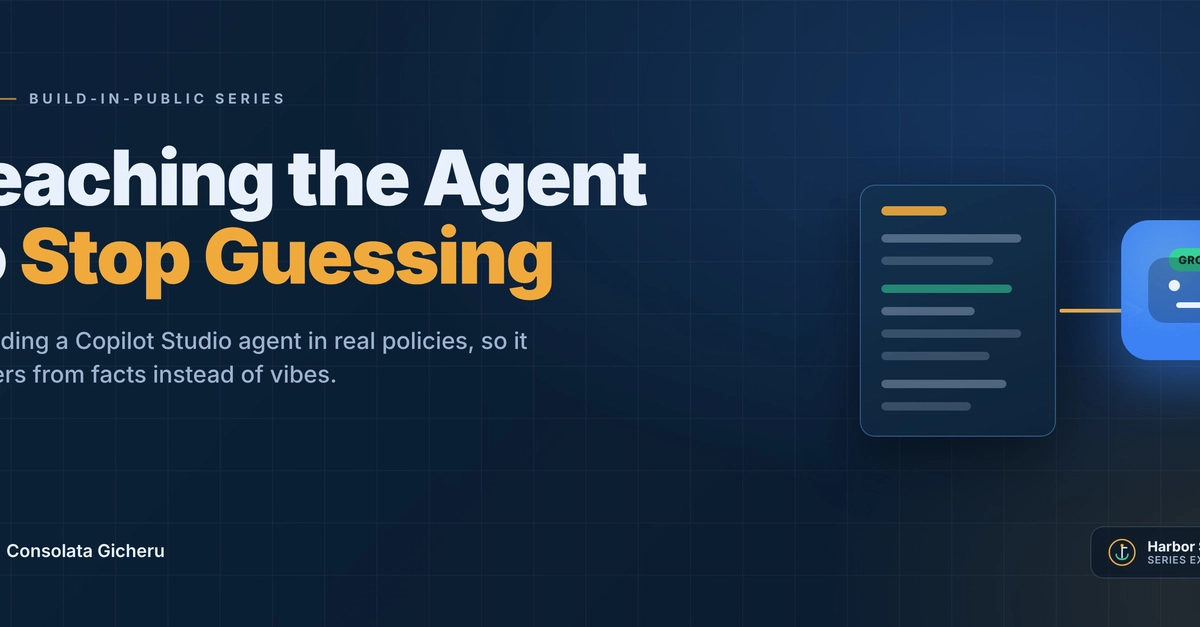 BUILD-IN-PUBLIC SERIES
eaching the Agent
o Stop Guessing
ding a Copilot Studio agent in real policies, so it
ers from facts instead of vibes.
Consolata Gicheru
GRO
Harbor S
SERIES EX